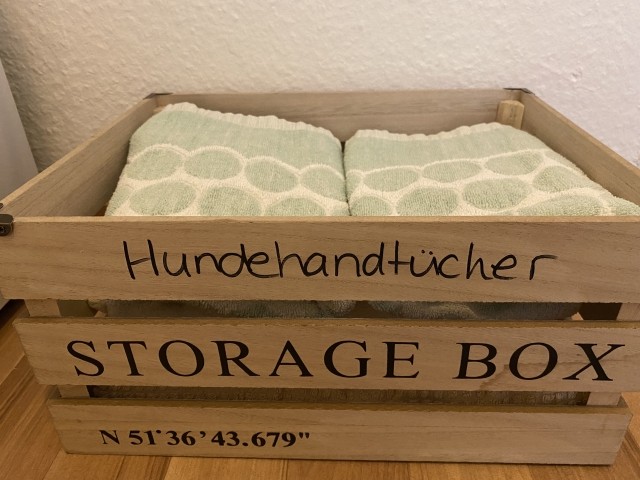 Hundehandtücher
STORAGE BOX
N 51°36'43.679"